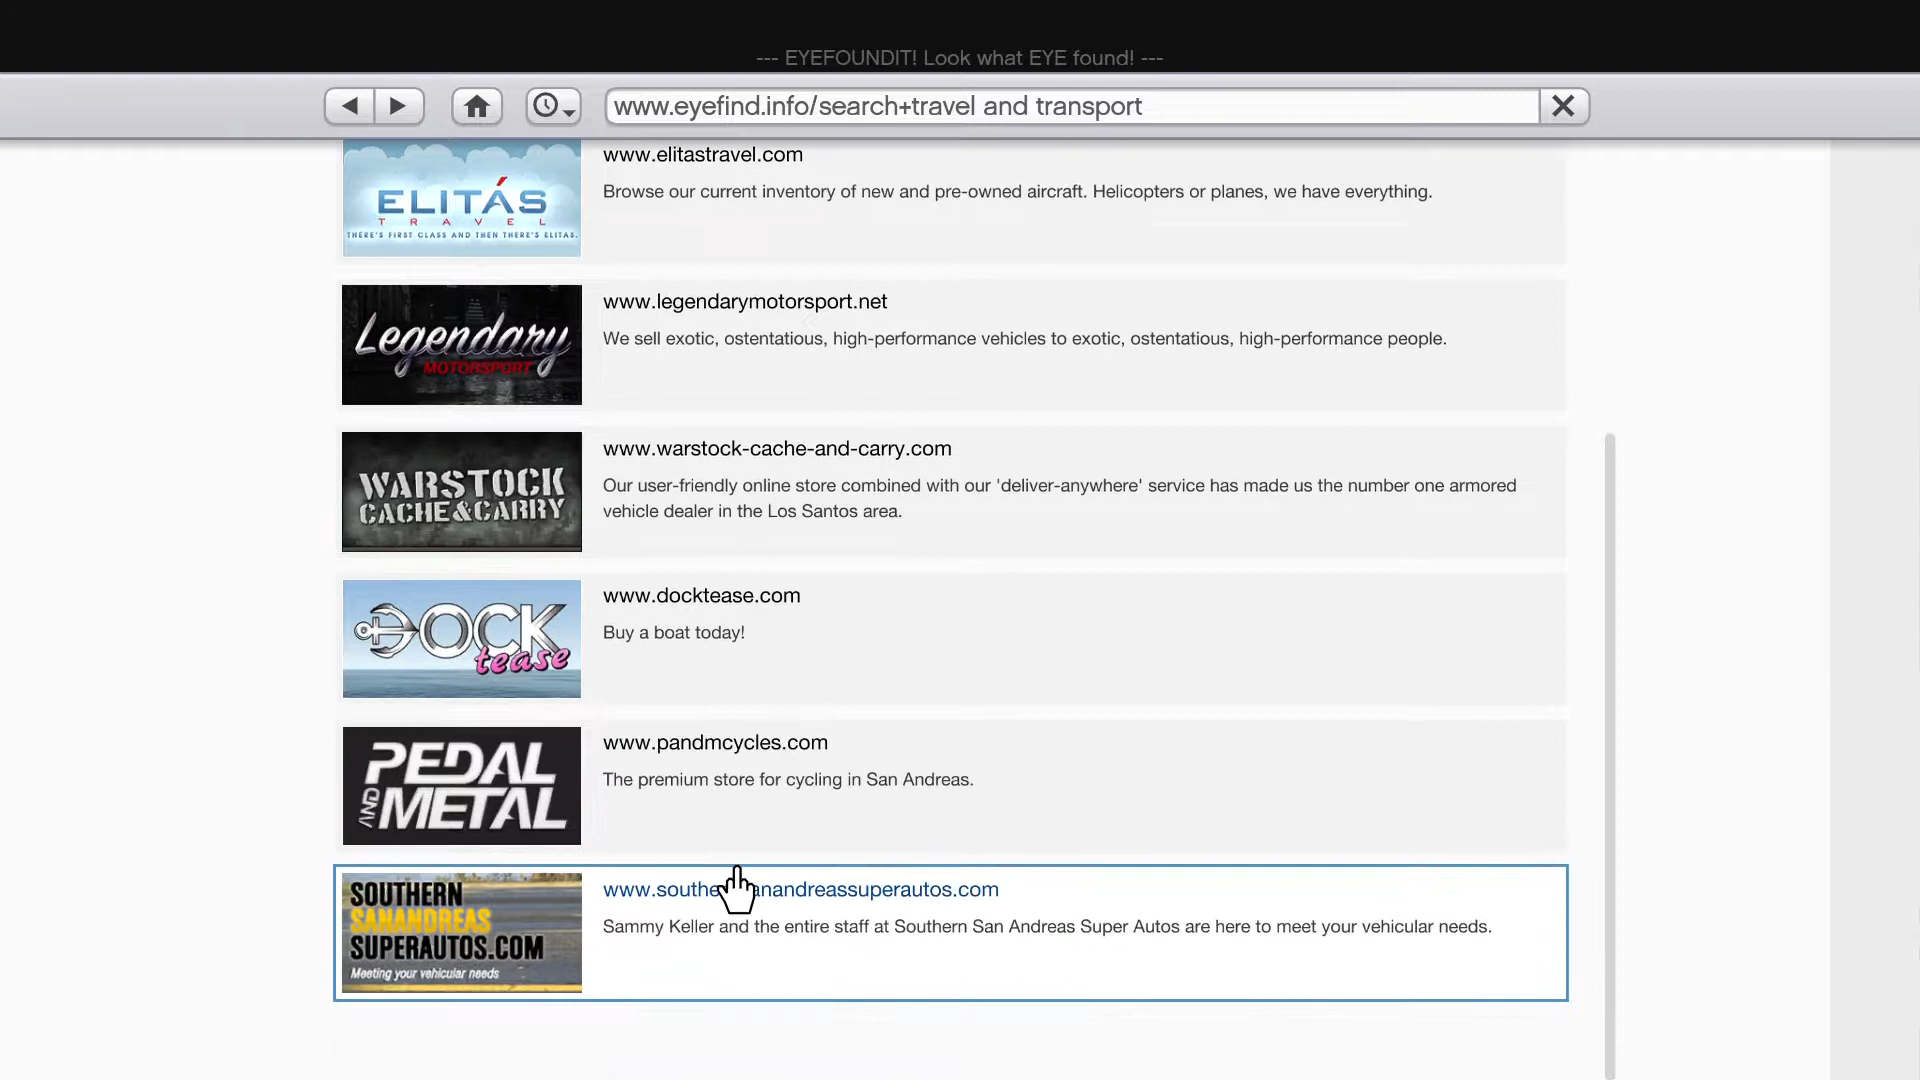 --- EYEFOUNDIT! Look what EYE found! ---
www.eyefind.info/search+travel and transport
ELITÁS
TRAVEL
THERE'S FIRST CLASS AND THEN THERE'S ELITAS.
www.elitastravel.com
Browse our current inventory of new and pre-owned aircraft. Helicopters or planes, we have everything.
Legendary
MOTORSPORT
www.legendarymotorsport.net
We sell exotic, ostentatious, high-performance vehicles to exotic, ostentatious, high-performance people.
WARSTOCK
CACHE&CARRY
www.warstock-cache-and-carry.com
Our user-friendly online store combined with our 'deliver-anywhere' service has made us the number one armored
vehicle dealer in the Los Santos area.
DOCK
tease
www.docktease.com
Buy a boat today!
PEDAL
AND METAL
www.pandmcycles.com
The premium store for cycling in San Andreas.
SOUTHERN
SANANDREAS
SUPERAUTOS.COM
Meeting your vehicular needs
www.southernsanandreassuperautos.com
Sammy Keller and the entire staff at Southern San Andreas Super Autos are here to meet your vehicular needs.